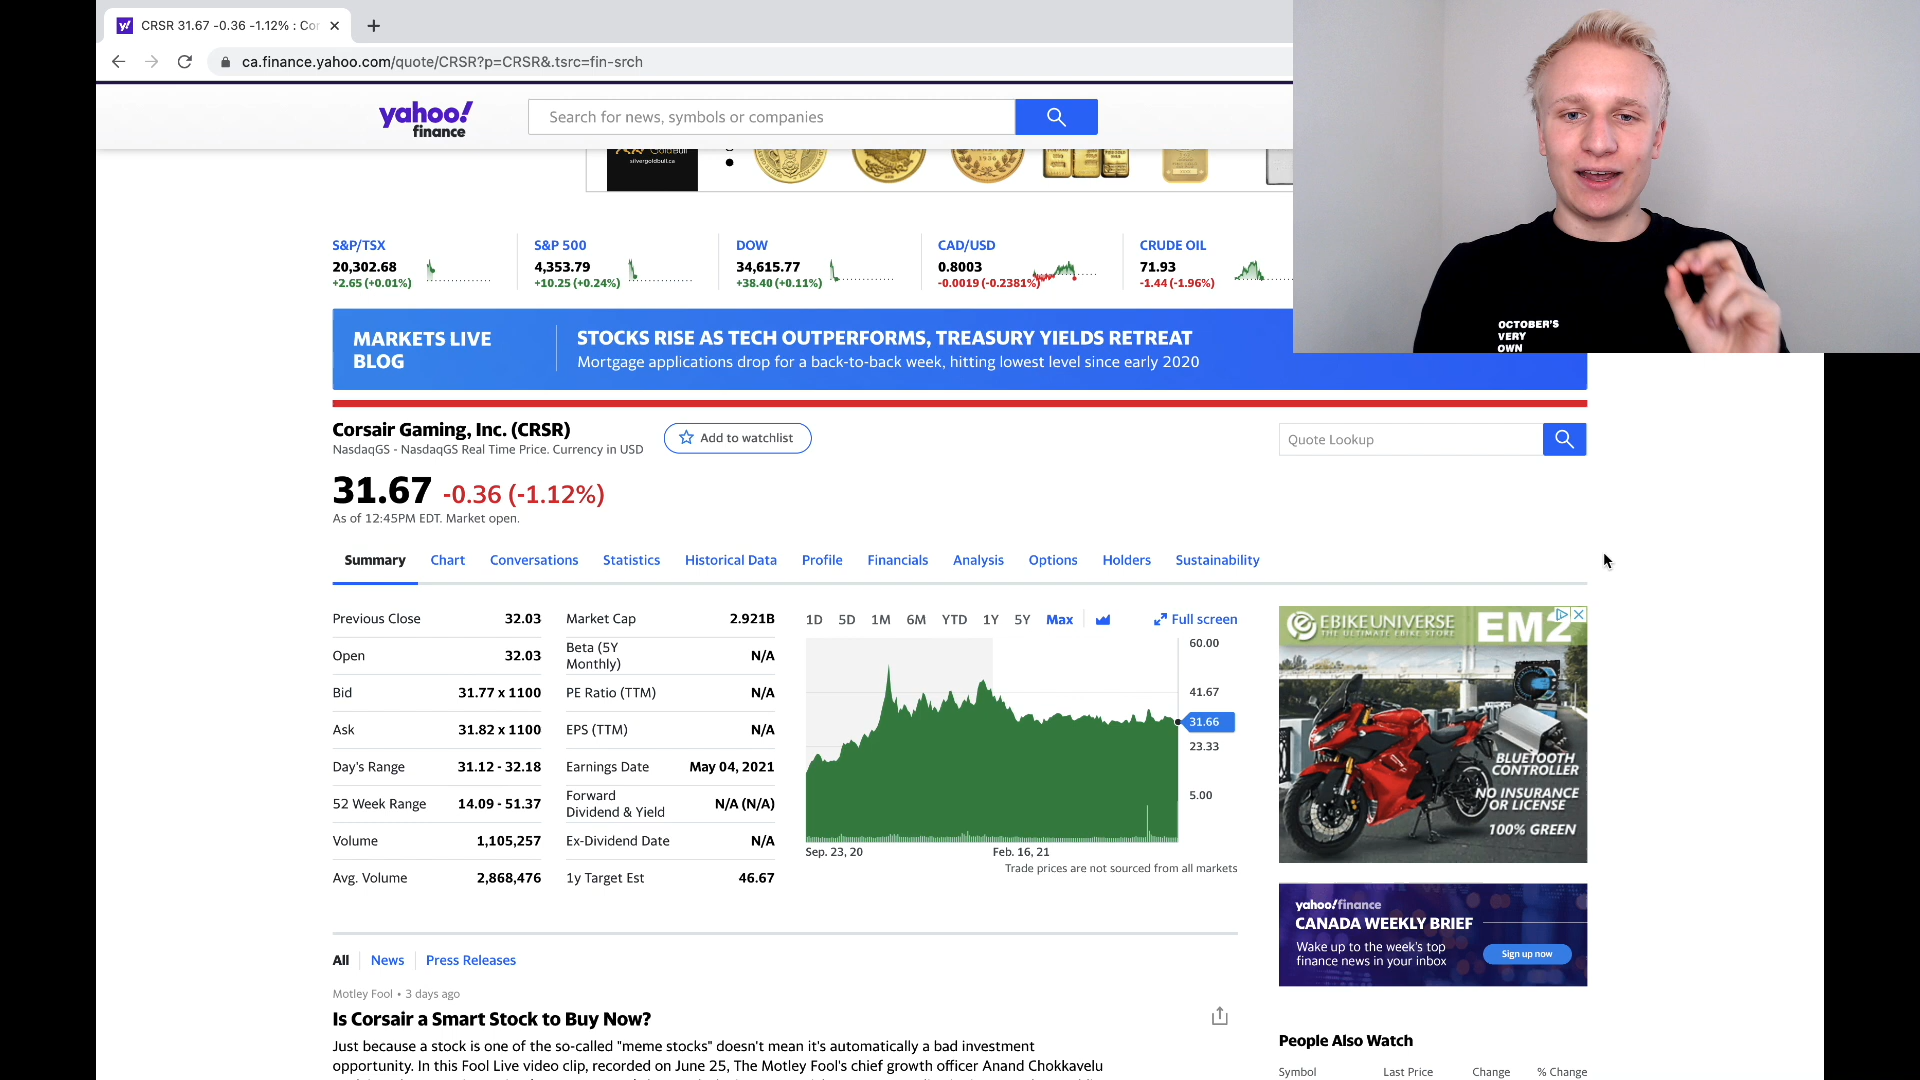 CRSR 31.67 -0.36 -1.12% : Co
ca.finance.yahoo.com/quote/CRSR?p=CRSR&.tsrc=fin-srch
yahoo!
finance
Search for news, symbols or companies
silvergoldbull.ca
S&P/TSX
20,302.68
+2.65 (+0.01%)
S&P 500
4,353.79
+10.25 (+0.24%)
DOW
34,615.77
+38.40 (+0.11%)
CAD/USD
0.8003
-0.0019 (-0.2381%)
CRUDE OIL
71.93
-1.44 (-1.96%)
OCTOBER'S
VERY
OWN
MARKETS LIVE
BLOG
STOCKS RISE AS TECH OUTPERFORMS, TREASURY YIELDS RETREAT
Mortgage applications drop for a back-to-back week, hitting lowest level since early 2020
Corsair Gaming, Inc. (CRSR)
NasdaqGS - NasdaqGS Real Time Price. Currency in USD
Add to watchlist
Quote Lookup
31.67 -0.36 (-1.12%)
As of 12:45PM EDT. Market open.
Summary Chart Conversations Statistics Historical Data Profile Financials Analysis Options Holders Sustainability
Previous Close 32.03
Open 32.03
Bid 31.77 x 1100
Ask 31.82 x 1100
Day's Range 31.12 - 32.18
52 Week Range 14.09 - 51.37
Volume 1,105,257
Avg. Volume 2,868,476
Market Cap 2.921B
Beta (5Y
Monthly) N/A
PE Ratio (TTM) N/A
EPS (TTM) N/A
Earnings Date May 04, 2021
Forward
Dividend & Yield N/A (N/A)
Ex-Dividend Date N/A
1y Target Est 46.67
1D 5D 1M 6M YTD 1Y 5Y Max Full screen
60.00
41.67
31.66
23.33
5.00
Sep. 23, 20 Feb. 16, 21
Trade prices are not sourced from all markets
EBIKEUNIVERSE
THE ULTIMATE EBIKE STORE
EM2
BLUETOOTH
CONTROLLER
NO INSURANCE
OR LICENSE
100% GREEN
yahoo!finance
CANADA WEEKLY BRIEF
Wake up to the week's top
finance news in your inbox
Sign up now
All News Press Releases
Motley Fool • 3 days ago
Is Corsair a Smart Stock to Buy Now?
Just because a stock is one of the so-called "meme stocks" doesn't mean it's automatically a bad investment
opportunity. In this Fool Live video clip, recorded on June 25, The Motley Fool's chief growth officer Anand Chokkavelu
People Also Watch
Symbol Last Price Change % Change